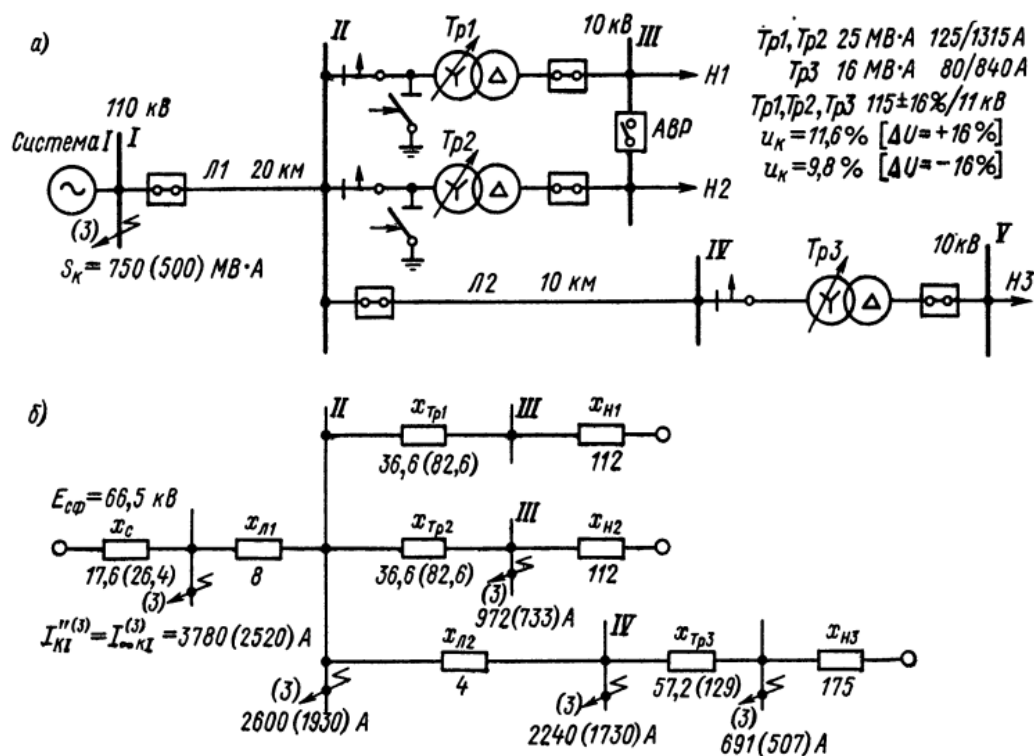 а)
110 кВ
Система I
I
(3)
Sк = 750 (500) МВ·А
Л1 20 км
II
Тр1
Тр2
10 кВ
III
Н1
АВР
Н2
Тр1, Тр2 25 МВ·А 125/1315 А
Тр3 16 МВ·А 80/840 А
Тр1, Тр2, Тр3 115±16%/11 кВ
uк = 11,6% [ΔU = +16%]
uк = 9,8% [ΔU = −16%]
Л2 10 км
IV
Тр3
10 кВ
V
Н3
б)
II
xТр1
36,6 (82,6)
III
xН1
112
Eсф = 66,5 кВ
xс
17,6 (26,4)
(3)
I''(3)кI = I(3)∞кI = 3780 (2520) А
xЛ1
8
xТр2
36,6 (82,6)
III
(3)
972 (733) А
xН2
112
(3)
2600 (1930) А
xЛ2
4
IV
(3)
2240 (1730) А
xТр3
57,2 (129)
(3)
691 (507) А
xН3
175